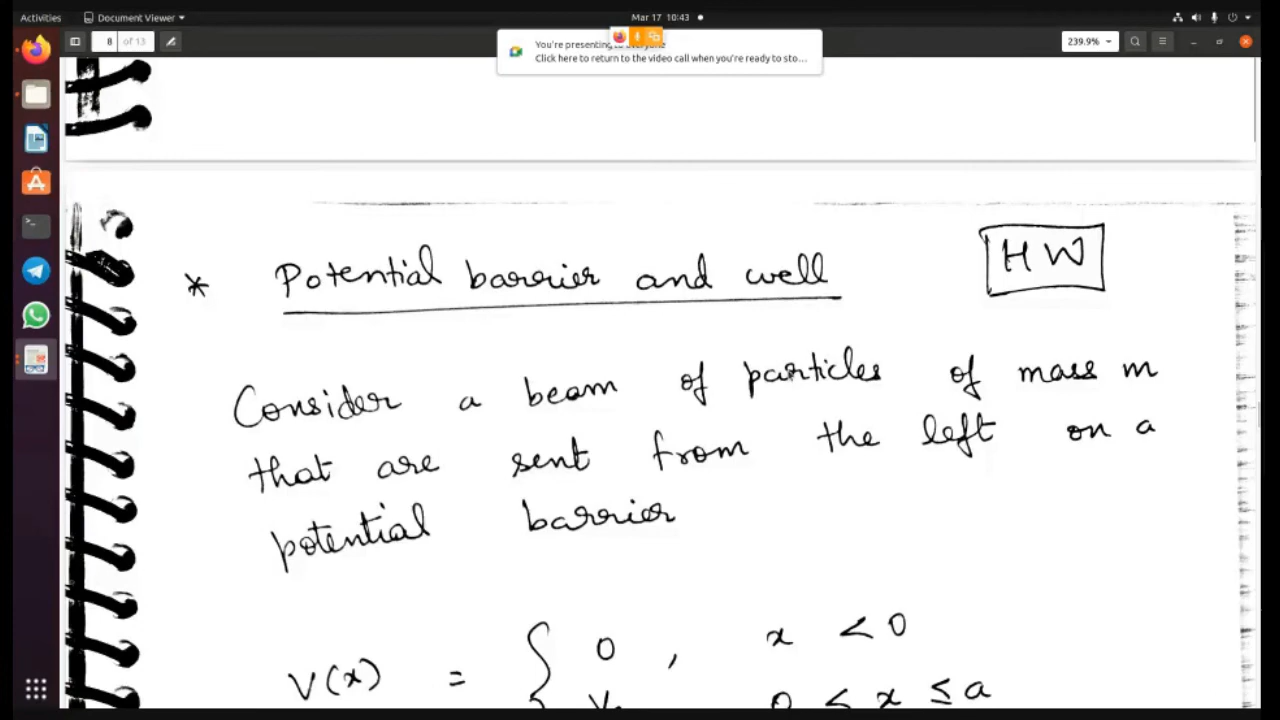 Activities
Document Viewer
Mar 17 10:43
8 of 13
239.9%
You're presenting to everyone
Click here to return to the video call when you're ready to sto...
* Potential barrier and well
HW
Consider a beam of particles of mass m
that are sent from the left on a
potential barrier
V(x) = { 0 , x < 0
0 < x ≤ a